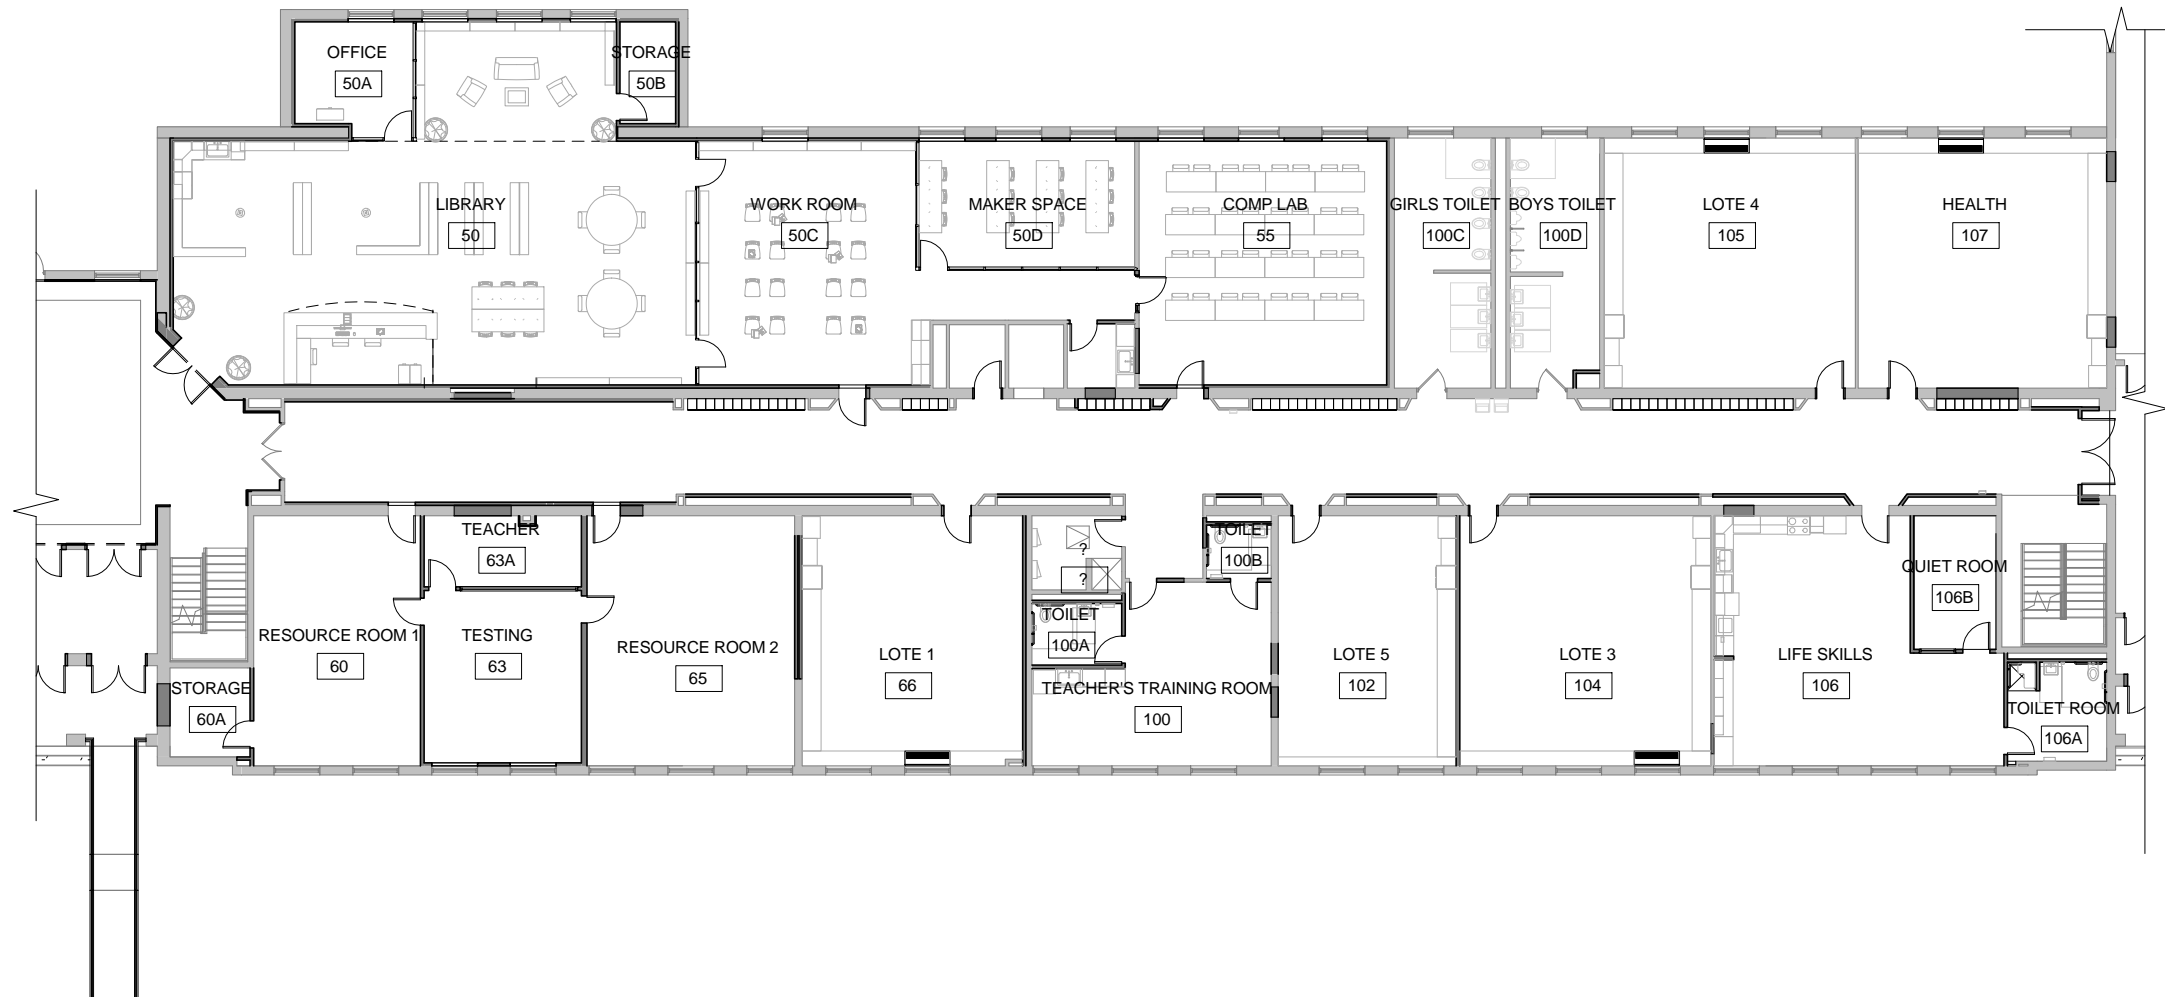 OFFICE
50A
STORAGE
50B
LIBRARY
50
WORK ROOM
50C
MAKER SPACE
50D
COMP LAB
55
GIRLS TOILET
100C
BOYS TOILET
100D
LOTE 4
105
HEALTH
107
TEACHER
63A
?
?
TOILET
100B
QUIET ROOM
106B
RESOURCE ROOM 1
60
TESTING
63
RESOURCE ROOM 2
65
LOTE 1
66
TOILET
100A
TEACHER'S TRAINING ROOM
100
LOTE 5
102
LOTE 3
104
LIFE SKILLS
106
STORAGE
60A
TOILET ROOM
106A